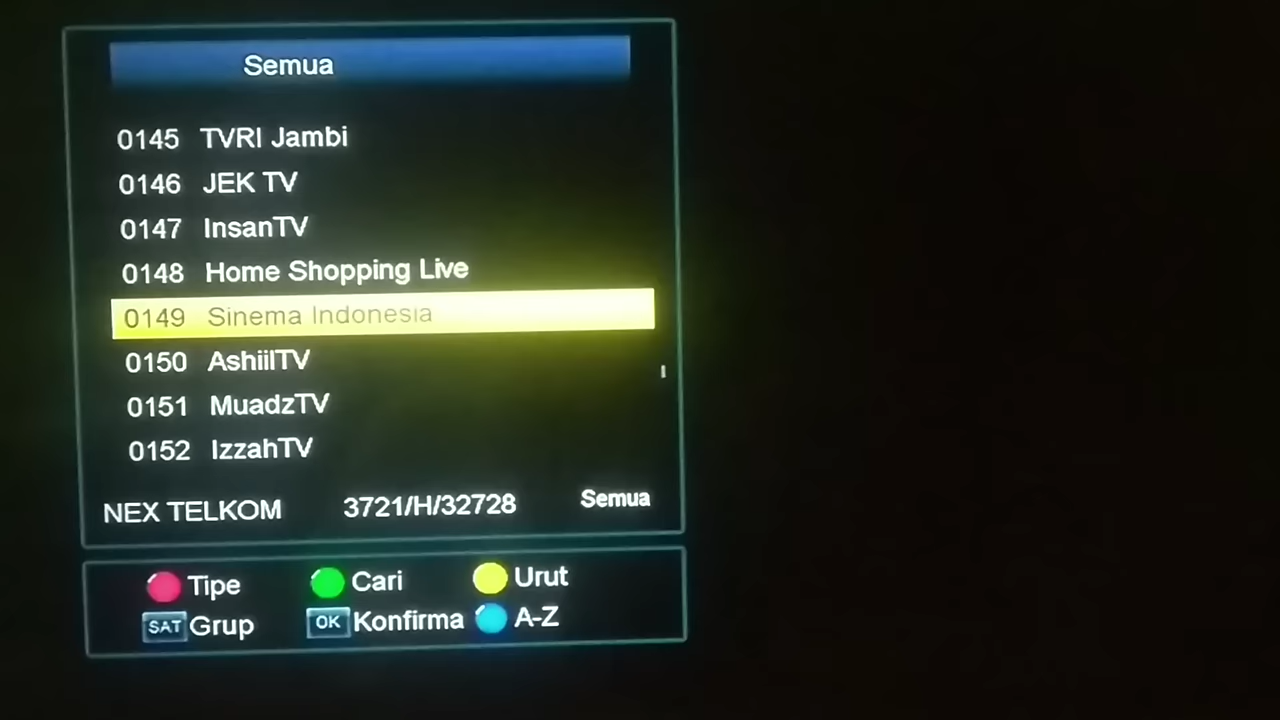 Semua
0145 TVRI Jambi
0146 JEK TV
0147 InsanTV
0148 Home Shopping Live
0149 Sinema Indonesia
0150 AshiilTV
0151 MuadzTV
0152 IzzahTV
NEX TELKOM 3721/H/32728 Semua
Tipe Cari Urut
SAT Grup OK Konfirma A-Z